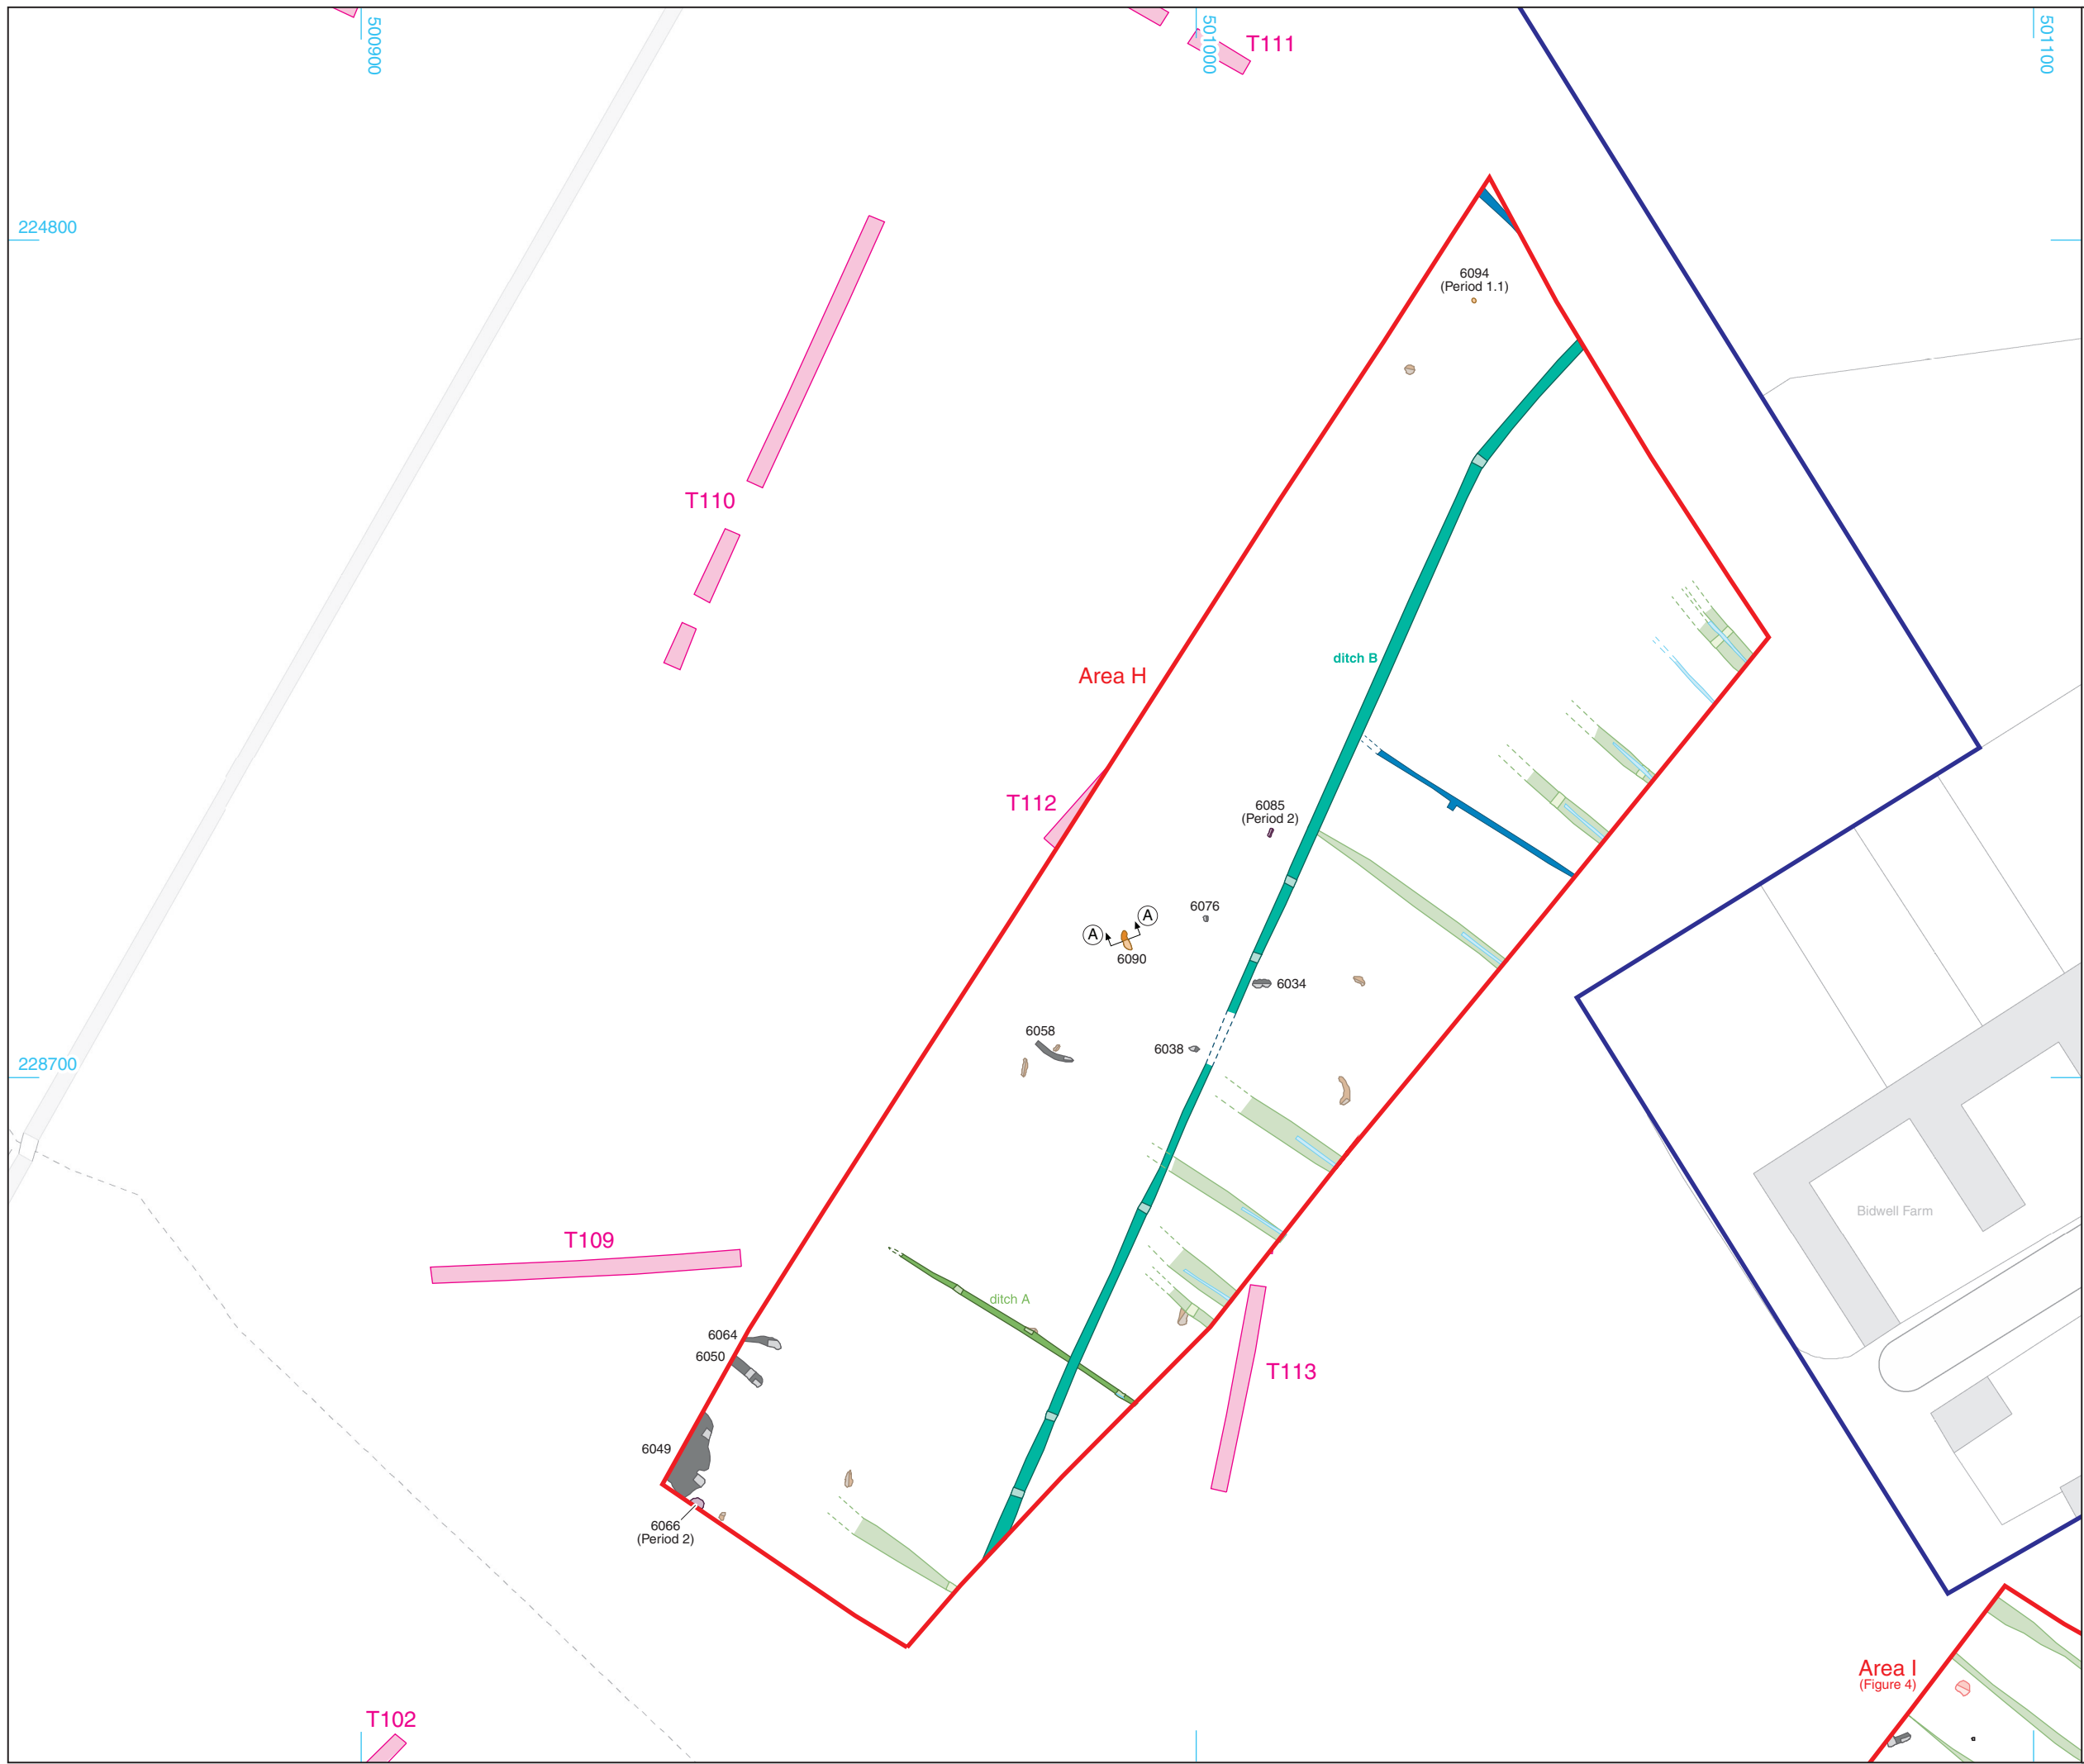 500900
501000
501100
T111
224800
6094
(Period 1.1)
T110
ditch B
Area H
T112
6085
(Period 2)
6076
A
A
6090
6034
6058
6038
228700
Bidwell Farm
T109
ditch A
6064
6050
T113
6049
6066
(Period 2)
Area I
(Figure 4)
T102